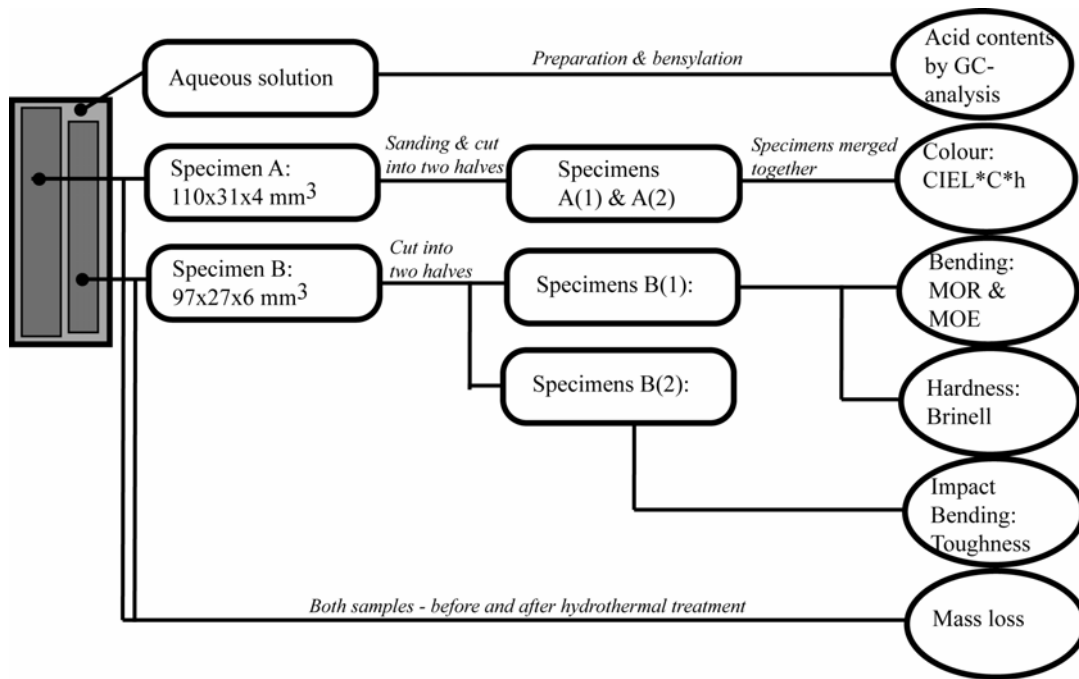 Aqueous solution
Preparation & bensylation
Acid contents
by GC-
analysis
Specimen A:
110x31x4 mm3
Sanding & cut
into two halves
Specimens
A(1) & A(2)
Specimens merged
together
Colour:
CIEL*C*h
Specimen B:
97x27x6 mm3
Cut into
two halves
Specimens B(1):
Bending:
MOR &
MOE
Specimens B(2):
Hardness:
Brinell
Impact
Bending:
Toughness
Both samples - before and after hydrothermal treatment
Mass loss